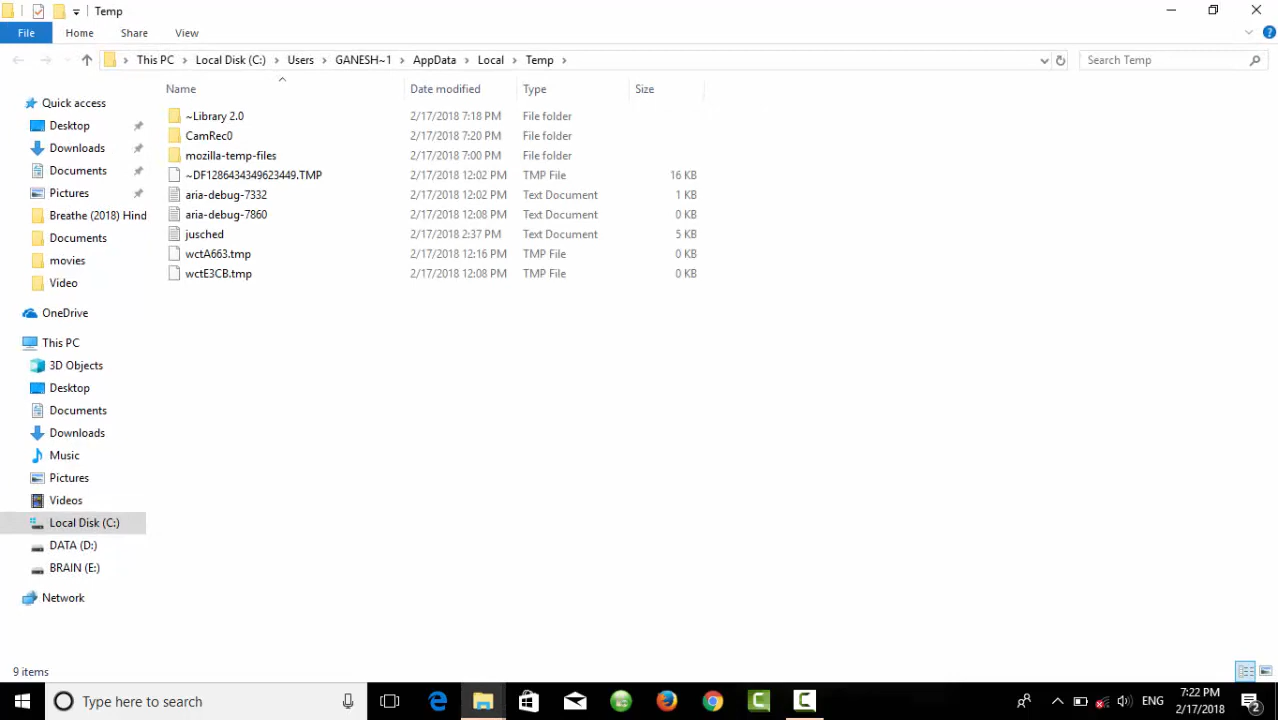 Temp
File Home Share View
This PC Local Disk (C:) Users GANESH~1 AppData Local Temp Search Temp
Name Date modified Type Size
Quick access
Desktop
Downloads
Documents
Pictures
Breathe (2018) Hind
Documents
movies
Video
OneDrive
This PC
3D Objects
Desktop
Documents
Downloads
Music
Pictures
Videos
Local Disk (C:)
DATA (D:)
BRAIN (E:)
Network
~Library 2.0 2/17/2018 7:18 PM File folder
CamRec0 2/17/2018 7:20 PM File folder
mozilla-temp-files 2/17/2018 7:00 PM File folder
~DF1286434349623449.TMP 2/17/2018 12:02 PM TMP File 16 KB
aria-debug-7332 2/17/2018 12:02 PM Text Document 1 KB
aria-debug-7860 2/17/2018 12:08 PM Text Document 0 KB
jusched 2/17/2018 2:37 PM Text Document 5 KB
wctA663.tmp 2/17/2018 12:16 PM TMP File 0 KB
wctE3CB.tmp 2/17/2018 12:08 PM TMP File 0 KB
9 items
Type here to search
ENG
7:22 PM
2/17/2018
2